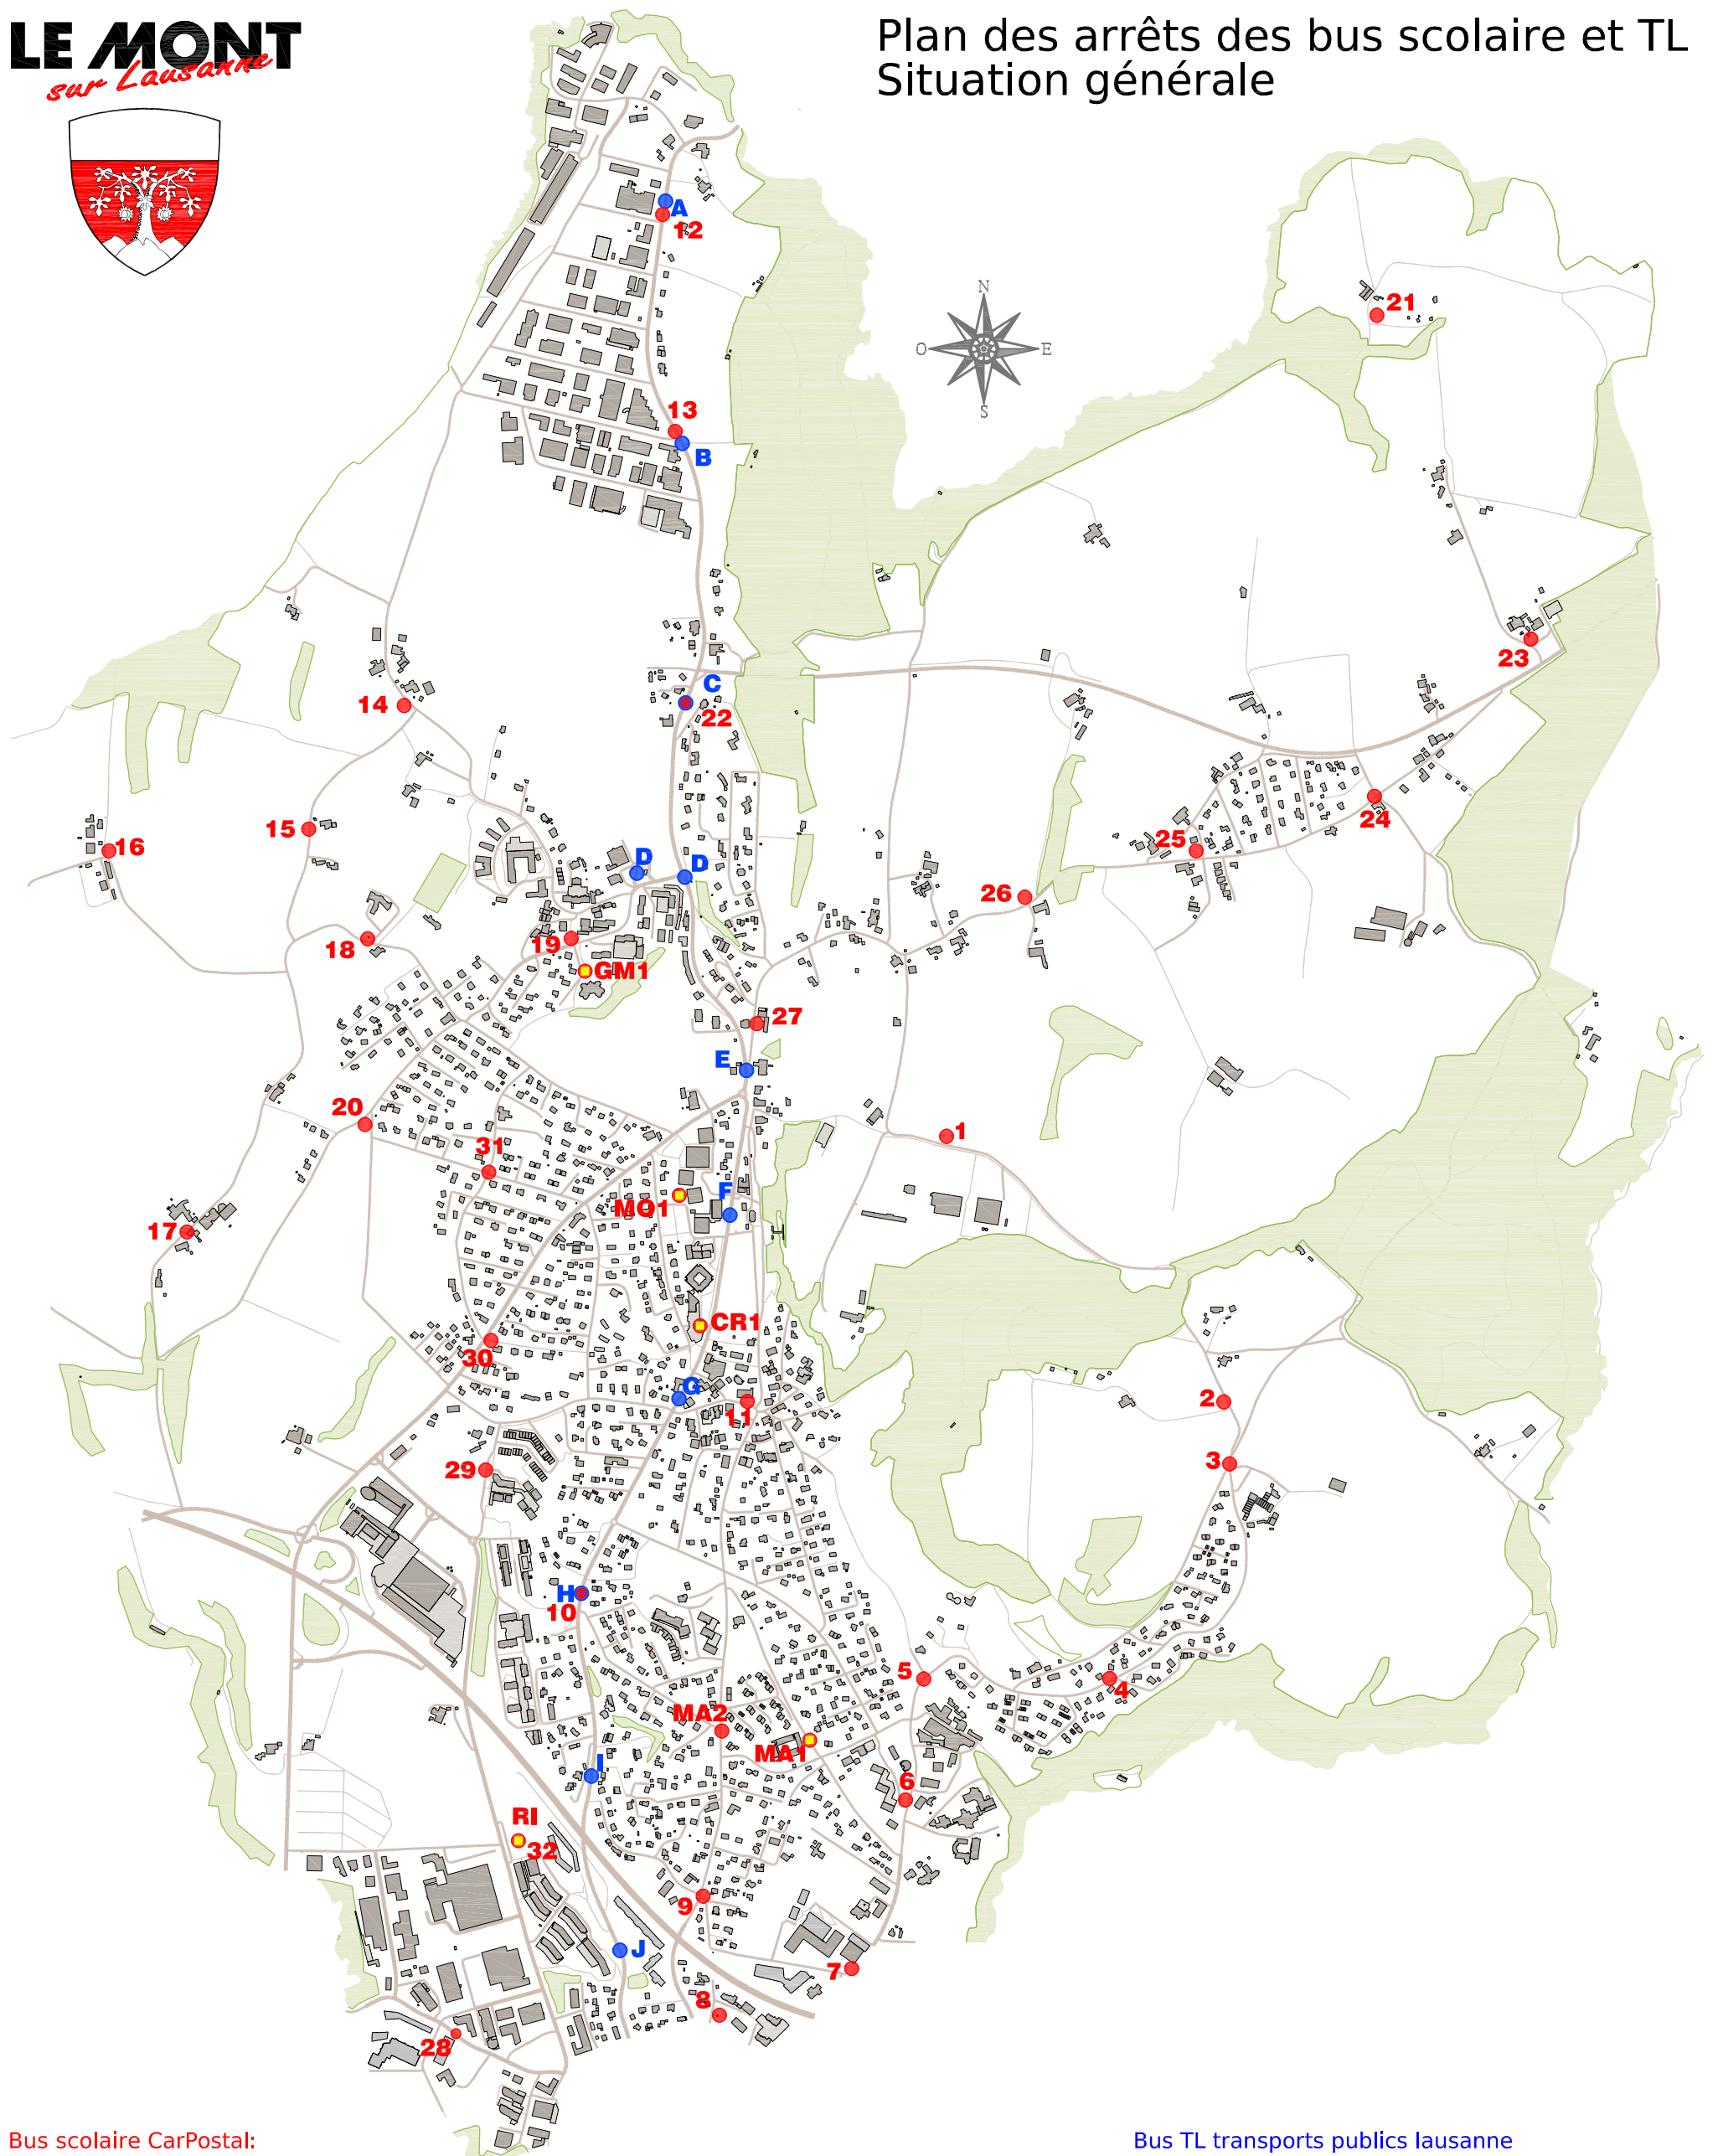 LE MONT
sur Lausanne
Plan des arrêts des bus scolaire et TL
Situation générale
A
12
N
O
E
S
21
13
B
23
C
14
22
24
15
16
25
D
D
26
18
19
GM1
27
E
20
1
31
MO1
F
17
CR1
30
G
2
11
3
29
H
10
5
4
MA2
MA1
I
6
RI
32
9
J
7
8
28
Bus scolaire CarPostal:
Bus TL transports publics lausanne